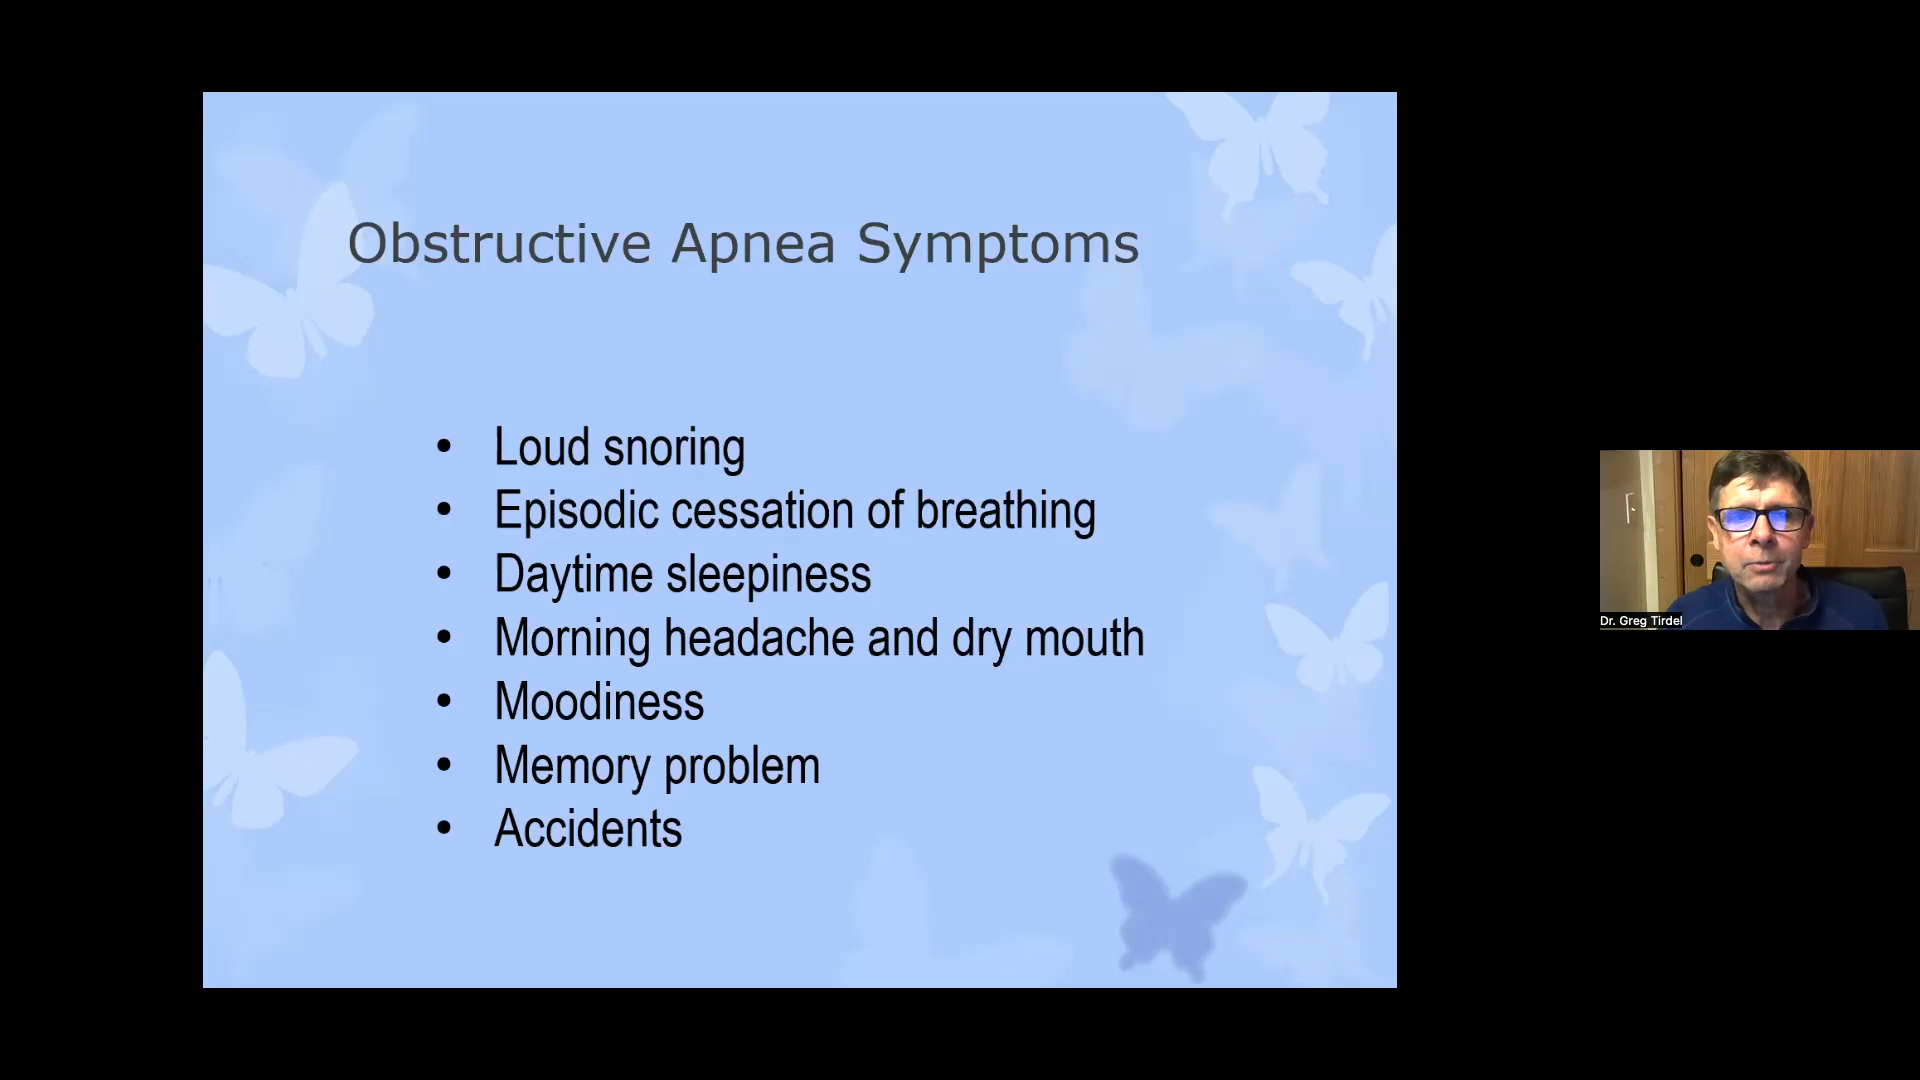 Obstructive Apnea Symptoms
• Loud snoring
• Episodic cessation of breathing
• Daytime sleepiness
• Morning headache and dry mouth
• Moodiness
• Memory problem
• Accidents
Dr. Greg Tirdel